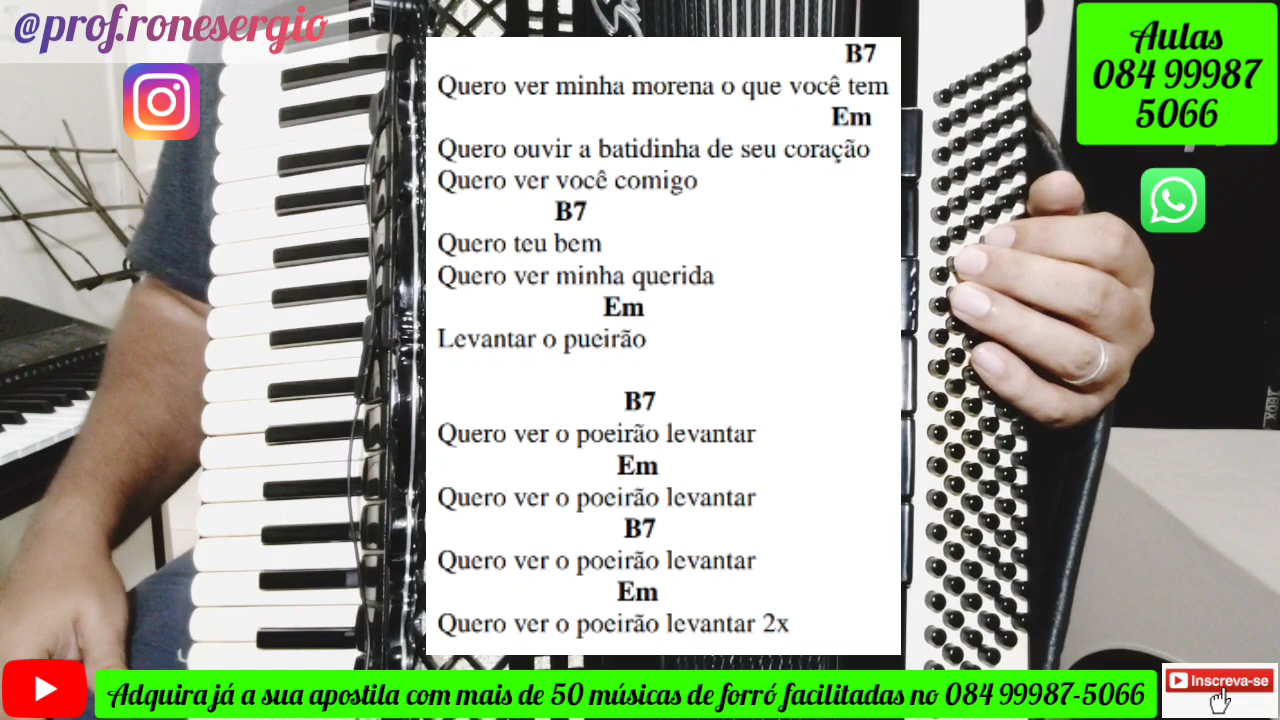 @prof.ronesergio
Aulas
084 99987
5066
B7
Quero ver minha morena o que você tem
Em
Quero ouvir a batidinha de seu coração
Quero ver você comigo
B7
Quero teu bem
Quero ver minha querida
Em
Levantar o pueirão
B7
Quero ver o poeirão levantar
Em
Quero ver o poeirão levantar
B7
Quero ver o poeirão levantar
Em
Quero ver o poeirão levantar 2x
Adquira já a sua apostila com mais de 50 músicas de forró facilitadas no 084 99987-5066
Inscreva-se